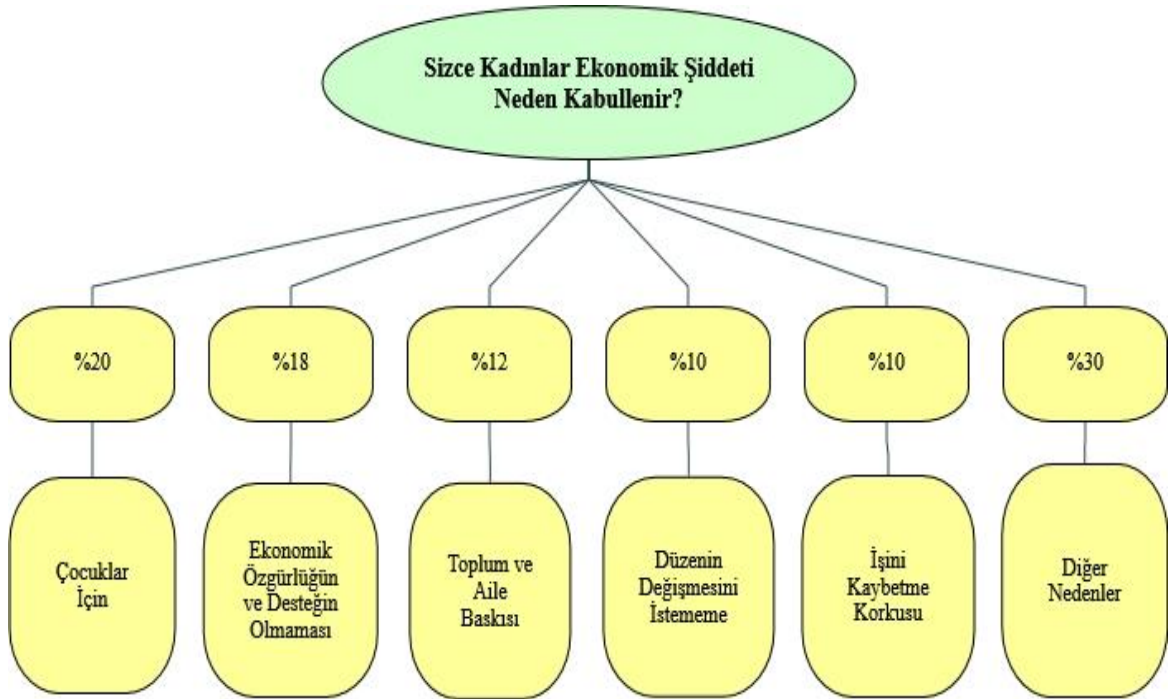 Sizce Kadınlar Ekonomik Şiddeti
Neden Kabullenir?
%20
%18
%12
%10
%10
%30
Çocuklar
İçin
Ekonomik
Özgürlüğün
ve Desteğin
Olmaması
Toplum ve
Aile
Baskısı
Düzenin
Değişmesini
İstememe
İşini
Kaybetme
Korkusu
Diğer
Nedenler